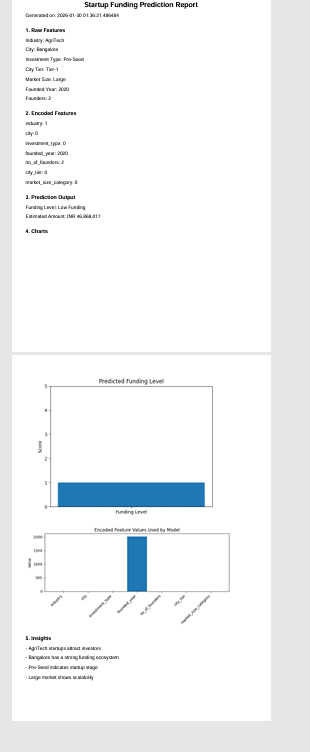 Startup Funding Prediction Report
Generated on: 2026-01-30 01:36:21.486494
1. Raw Features
Industry: AgriTech
City: Bangalore
Investment Type: Pre-Seed
City Tier: Tier-1
Market Size: Large
Founded Year: 2020
Founders: 2
2. Encoded Features
industry: 1
city: 0
investment_type: 0
founded_year: 2020
no_of_founders: 2
city_tier: 0
market_size_category: 0
3. Prediction Output
Funding Level: Low Funding
Estimated Amount: INR 46,868,017
4. Charts
Predicted Funding Level
5
4
3
2
1
0
Score
Funding Level
Encoded Feature Values Used by Model
2000
1500
1000
500
0
Value
industry
city
investment_type
founded_year
no_of_founders
city_tier
market_size_category
5. Insights
- AgriTech startups attract investors
- Bangalore has a strong funding ecosystem
- Pre-Seed indicates startup stage
- Large market shows scalability